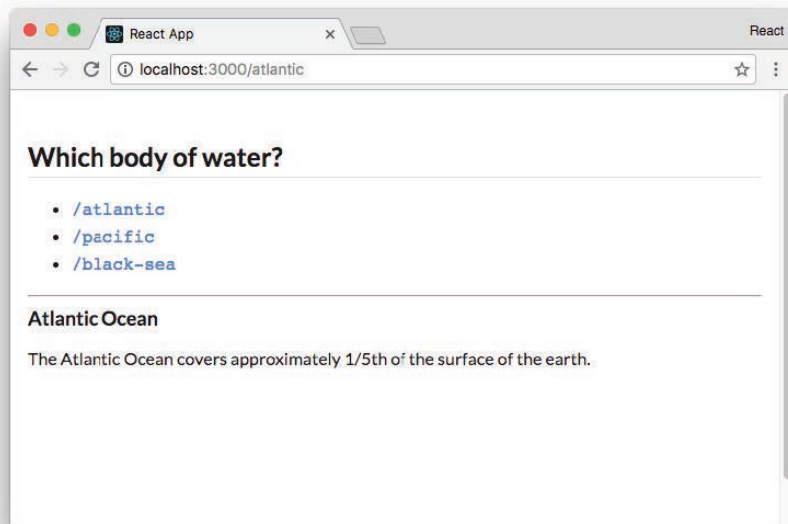 React App
React
localhost:3000/atlantic
Which body of water?
/atlantic
/pacific
/black-sea
Atlantic Ocean
The Atlantic Ocean covers approximately 1/5th of the surface of the earth.